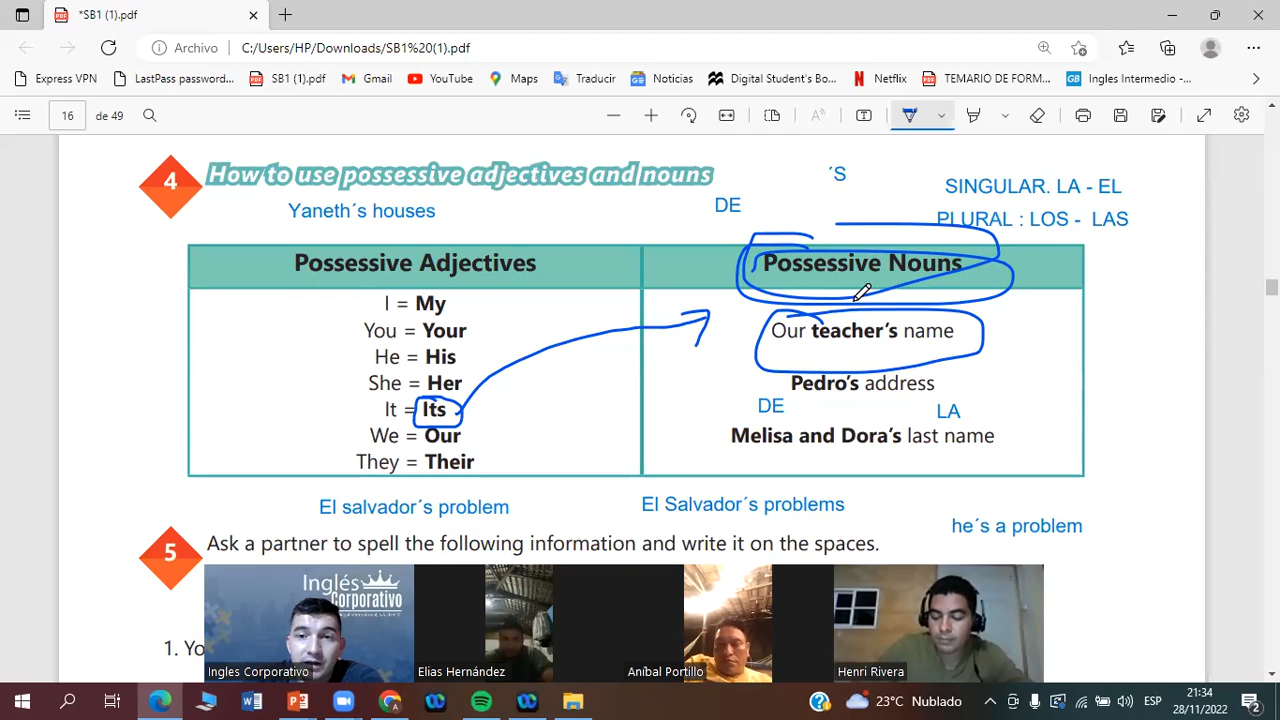 *SB1 (1).pdf
Archivo C:/Users/HP/Downloads/SB1%20(1).pdf
Express VPN LastPass password... SB1 (1).pdf Gmail YouTube Maps Traducir Noticias Digital Student's Bo... Netflix TEMARIO DE FORM... Ingles Intermedio -...
16 de 49
4 How to use possessive adjectives and nouns
´S
SINGULAR. LA - EL
Yaneth´s houses
DE
PLURAL : LOS - LAS
Possessive Adjectives Possessive Nouns
I = My
You = Your
He = His
She = Her
It = Its
We = Our
They = Their
Our teacher's name
Pedro's address
DE LA
Melisa and Dora's last name
El salvador´s problem
El Salvador´s problems
he´s a problem
5 Ask a partner to spell the following information and write it on the spaces.
Inglés
Corporativo
1. Yo
Ingles Corporativo
Elias Hernández
Aníbal Portillo
Henri Rivera
23°C Nublado
ESP
21:34
28/11/2022
2